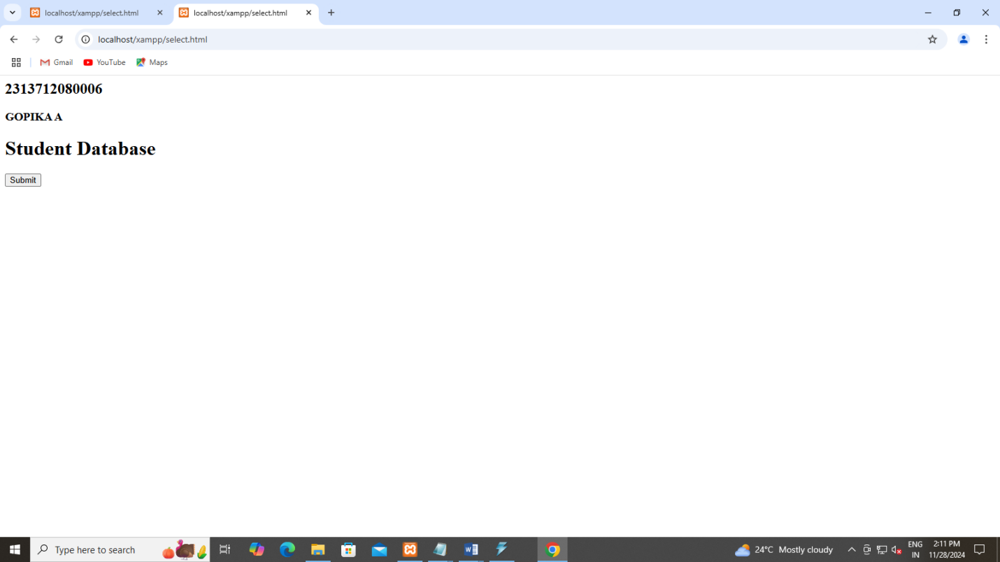 localhost/xampp/select.html
localhost/xampp/select.html
localhost/xampp/select.html
Gmail
YouTube
Maps
2313712080006
GOPIKA A
Student Database
Submit
Type here to search
24°C Mostly cloudy
ENG
IN
2:11 PM
11/28/2024